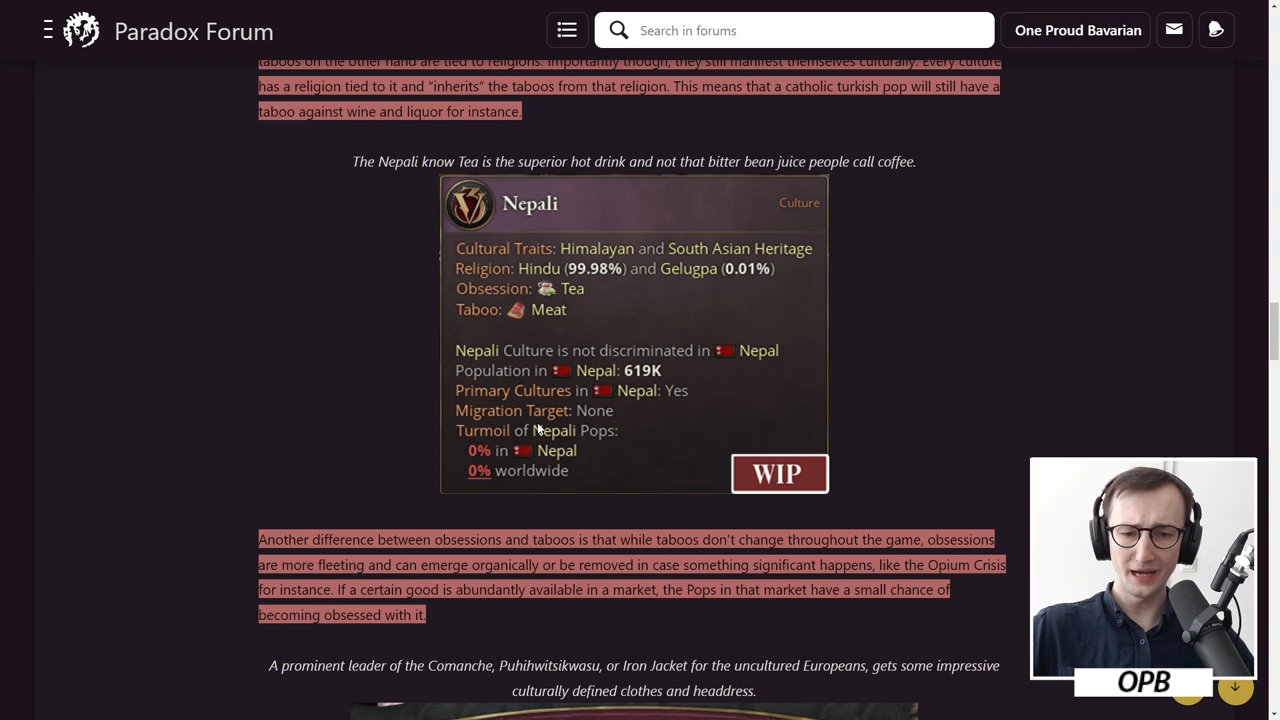 Paradox Forum
Search in forums
One Proud Bavarian
taboos on the other hand are tied to religions. Importantly though, they still manifest themselves culturally. Every culture
has a religion tied to it and “inherits” the taboos from that religion. This means that a catholic turkish pop will still have a
taboo against wine and liquor for instance.
The Nepali know Tea is the superior hot drink and not that bitter bean juice people call coffee.
Nepali
Culture
Cultural Traits: Himalayan and South Asian Heritage
Religion: Hindu (99.98%) and Gelugpa (0.01%)
Obsession: Tea
Taboo: Meat
Nepali Culture is not discriminated in Nepal
Population in Nepal: 619K
Primary Cultures in Nepal: Yes
Migration Target: None
Turmoil of Nepali Pops:
0% in Nepal
0% worldwide
WIP
Another difference between obsessions and taboos is that while taboos don’t change throughout the game, obsessions
are more fleeting and can emerge organically or be removed in case something significant happens, like the Opium Crisis
for instance. If a certain good is abundantly available in a market, the Pops in that market have a small chance of
becoming obsessed with it.
A prominent leader of the Comanche, Puhihwitsikwasu, or Iron Jacket for the uncultured Europeans, gets some impressive
culturally defined clothes and headdress.
OPB